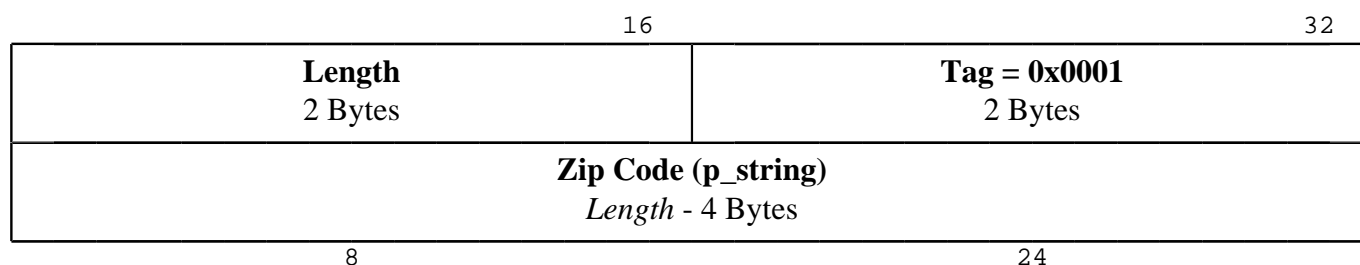 16 32
Length Tag = 0x0001
2 Bytes 2 Bytes
Zip Code (p_string)
Length - 4 Bytes
8 24